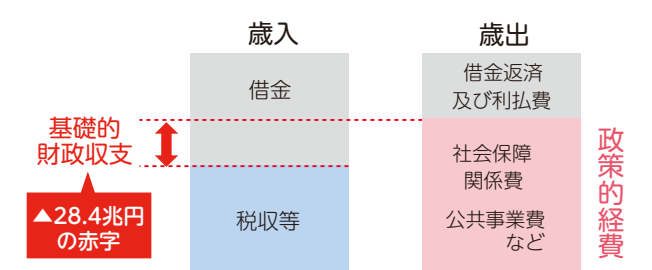 歳入
歳出
借金
借金返済
及び利払費
基礎的
財政収支
▲28.4兆円
の赤字
税収等
社会保障
関係費
公共事業費
など
政策的経費